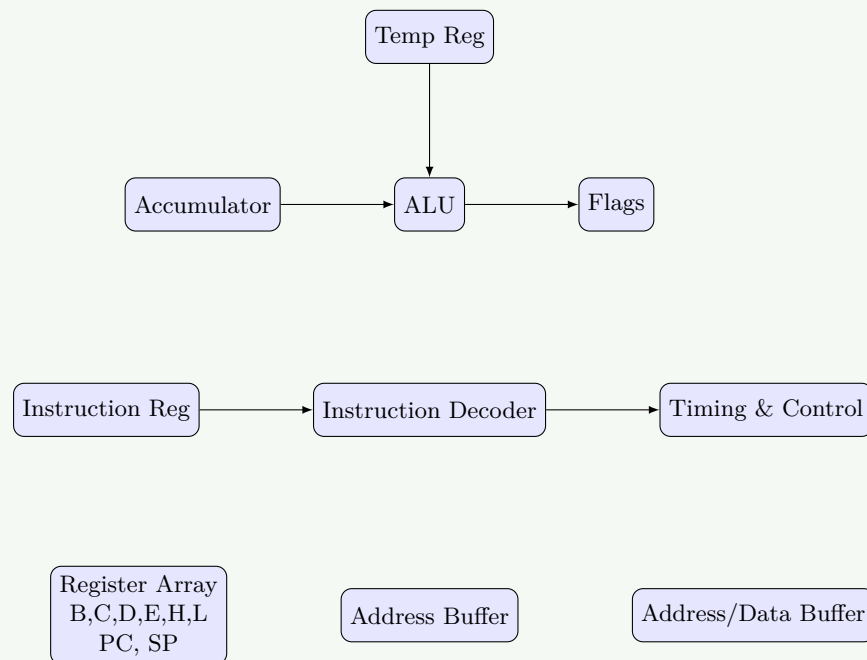 Temp Reg
Accumulator
ALU
Flags
Instruction Reg
Instruction Decoder
Timing & Control
Register Array
B,C,D,E,H,L
PC, SP
Address Buffer
Address/Data Buffer